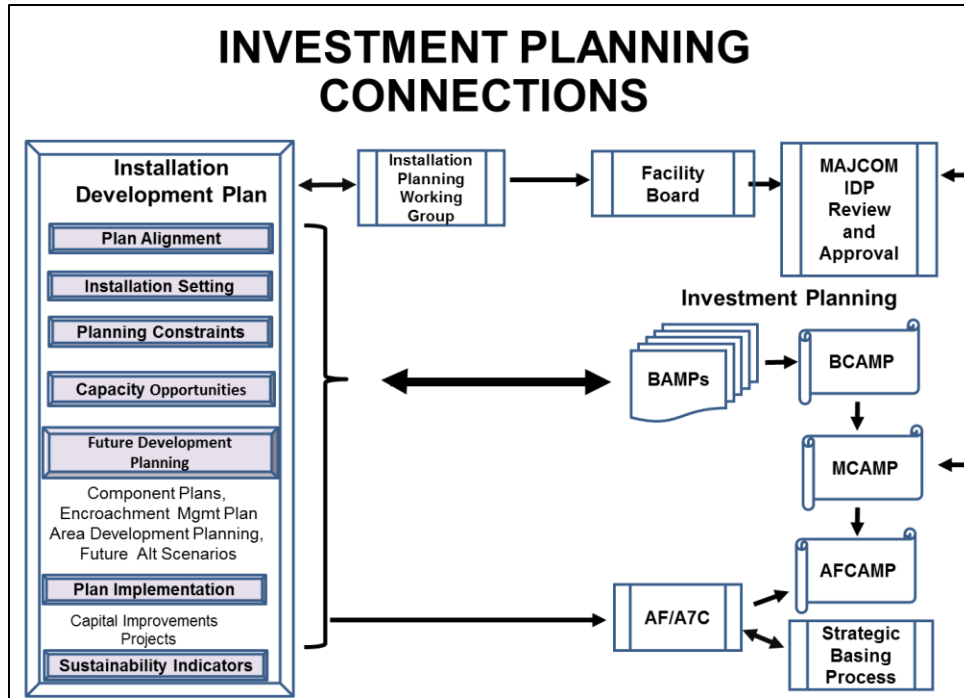 INVESTMENT PLANNING
CONNECTIONS
Installation
Development Plan
Plan Alignment
Installation Setting
Planning Constraints
Capacity Opportunities
Future Development
Planning
Component Plans,
Encroachment Mgmt Plan
Area Development Planning,
Future Alt Scenarios
Plan Implementation
Capital Improvements
Projects
Sustainability Indicators
Installation
Planning
Working
Group
Facility
Board
MAJCOM
IDP
Review
and
Approval
Investment Planning
BAMPs
BCAMP
MCAMP
AFCAMP
AF/A7C
Strategic
Basing
Process